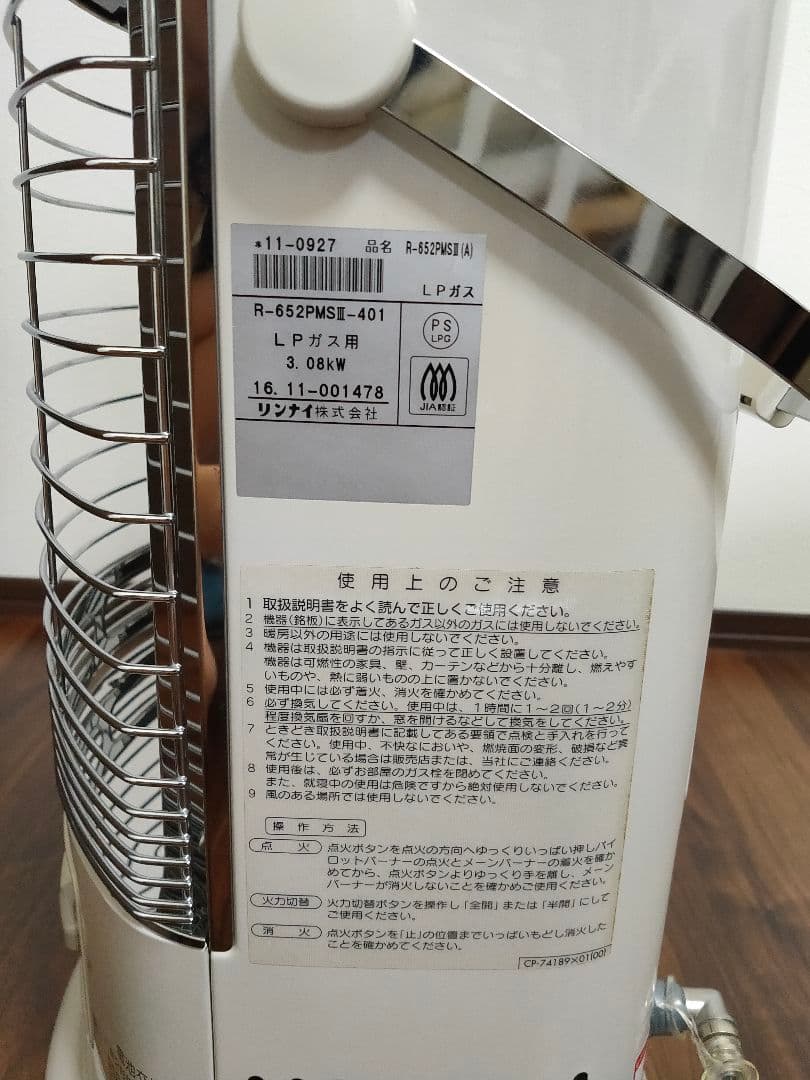 *11-0927 品名 R-652PMSⅢ(A)
LPガス
R-652PMSⅢ-401
LPガス用
3.08kW
16.11-001478
リンナイ株式会社
PS
LPG
JIA認証
使用上のご注意
1 取扱説明書をよく読んで正しくご使用ください。
2 機器(銘板)に表示してあるガス以外のガスには使用しないでください。
3 暖房以外の用途には使用しないでください。
4 機器は取扱説明書の指示に従って正しく設置してください。
機器は可燃性の家具、壁、カーテンなどから十分離し、燃えやす
いものや、熱に弱いものの上に置かないでください。
5 使用中には必ず着火、消火を確かめてください。
6 必ず換気してください。使用中は、1時間に1〜2回(1〜2分)
程度換気扇を回すか、窓を開けるなどして換気をしてください。
7 ときどき取扱説明書に記載してある要領で点検と手入れを行って
ください。使用中、不快なにおいや、燃焼面の変形、破損など異
常が生じている場合は販売店または、当社にご連絡ください。
8 使用後は、必ずお部屋のガス栓を閉めてください。
また、就寝中の使用は危険ですから絶対使用しないでください。
9 風のある場所では使用しないでください。
操作方法
点火 点火ボタンを点火の方向へゆっくりいっぱい押しパイ
ロットバーナーの点火とメーンバーナーの着火を確か
めてから、点火ボタンよりゆっくり手を離し、メーン
バーナーが消火しないことを確かめご使用ください。
火力切替 火力切替ボタンを操作し「全開」または「半開」にして
ご使用ください。
消火 点火ボタンを「止」の位置までいっぱいもどし消火した
ことを確かめてください。
CP-74189×01(00)